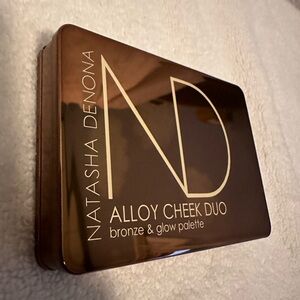 NATASHA DENONA
ND
ALLOY CHEEK DUO
bronze & glow palette